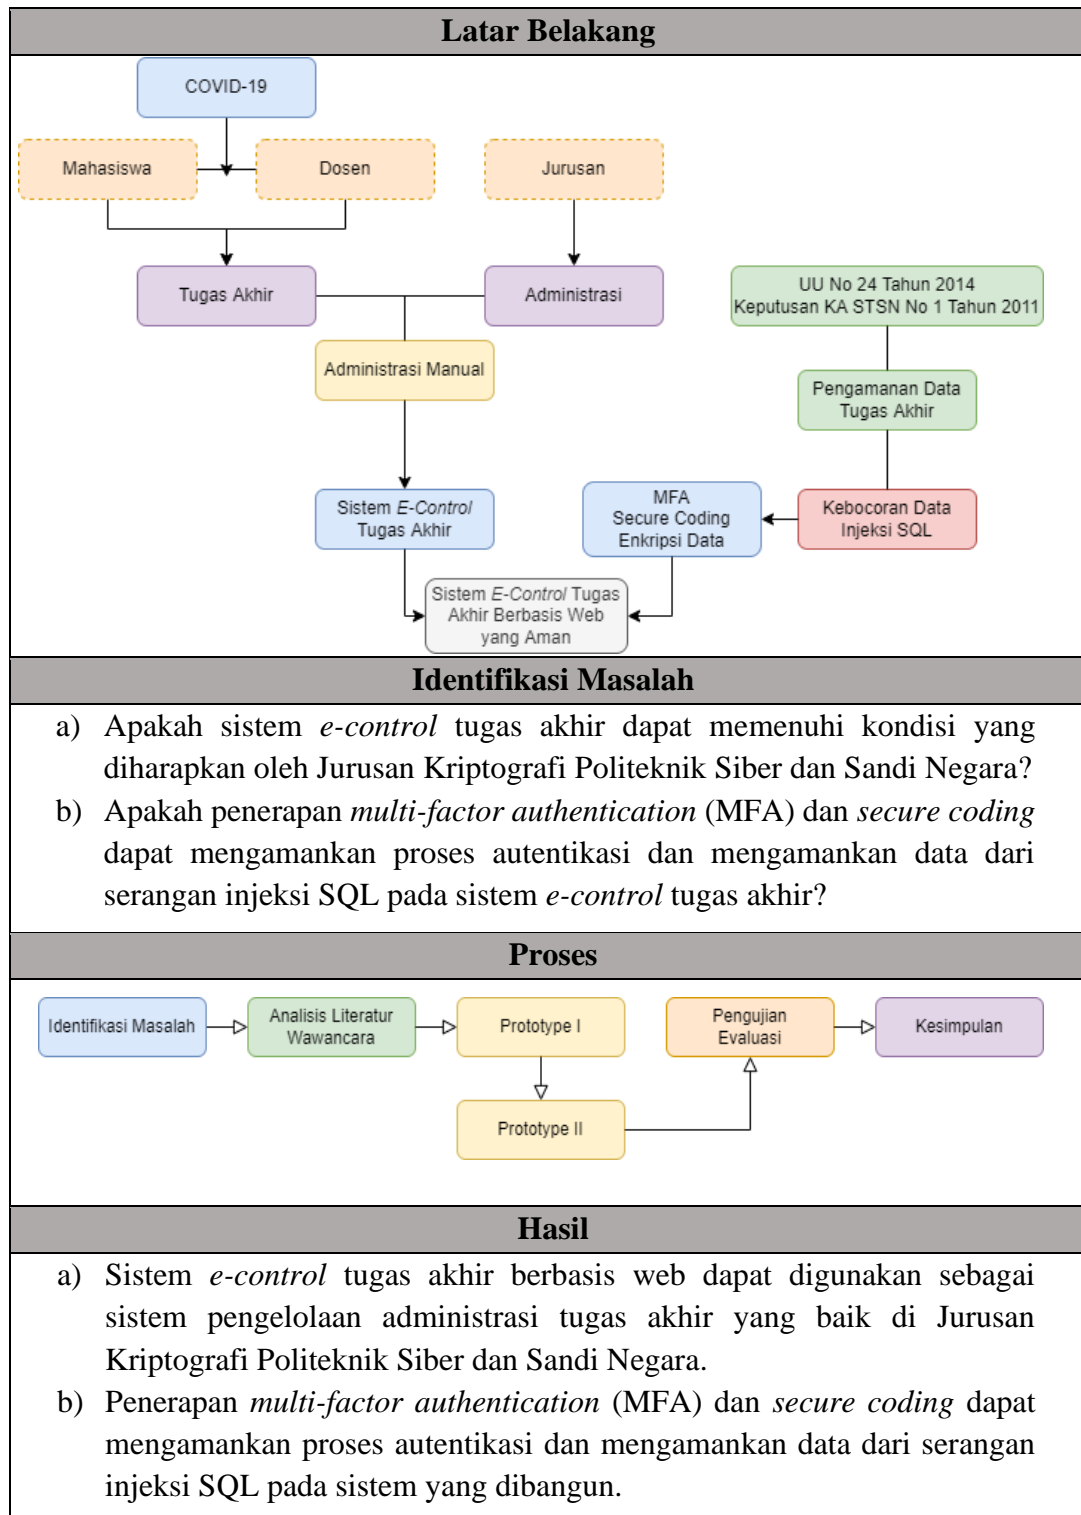 Latar Belakang
COVID-19
Mahasiswa
Dosen
Jurusan
Tugas Akhir
Administrasi
UU No 24 Tahun 2014
Keputusan KA STSN No 1 Tahun 2011
Administrasi Manual
Pengamanan Data
Tugas Akhir
Sistem E-Control
Tugas Akhir
MFA
Secure Coding
Enkripsi Data
Kebocoran Data
Injeksi SQL
Sistem E-Control Tugas
Akhir Berbasis Web
yang Aman
Identifikasi Masalah
a) Apakah sistem e-control tugas akhir dapat memenuhi kondisi yang
diharapkan oleh Jurusan Kriptografi Politeknik Siber dan Sandi Negara?
b) Apakah penerapan multi-factor authentication (MFA) dan secure coding
dapat mengamankan proses autentikasi dan mengamankan data dari
serangan injeksi SQL pada sistem e-control tugas akhir?
Proses
Identifikasi Masalah
Analisis Literatur
Wawancara
Prototype I
Prototype II
Pengujian
Evaluasi
Kesimpulan
Hasil
a) Sistem e-control tugas akhir berbasis web dapat digunakan sebagai
sistem pengelolaan administrasi tugas akhir yang baik di Jurusan
Kriptografi Politeknik Siber dan Sandi Negara.
b) Penerapan multi-factor authentication (MFA) dan secure coding dapat
mengamankan proses autentikasi dan mengamankan data dari serangan
injeksi SQL pada sistem yang dibangun.